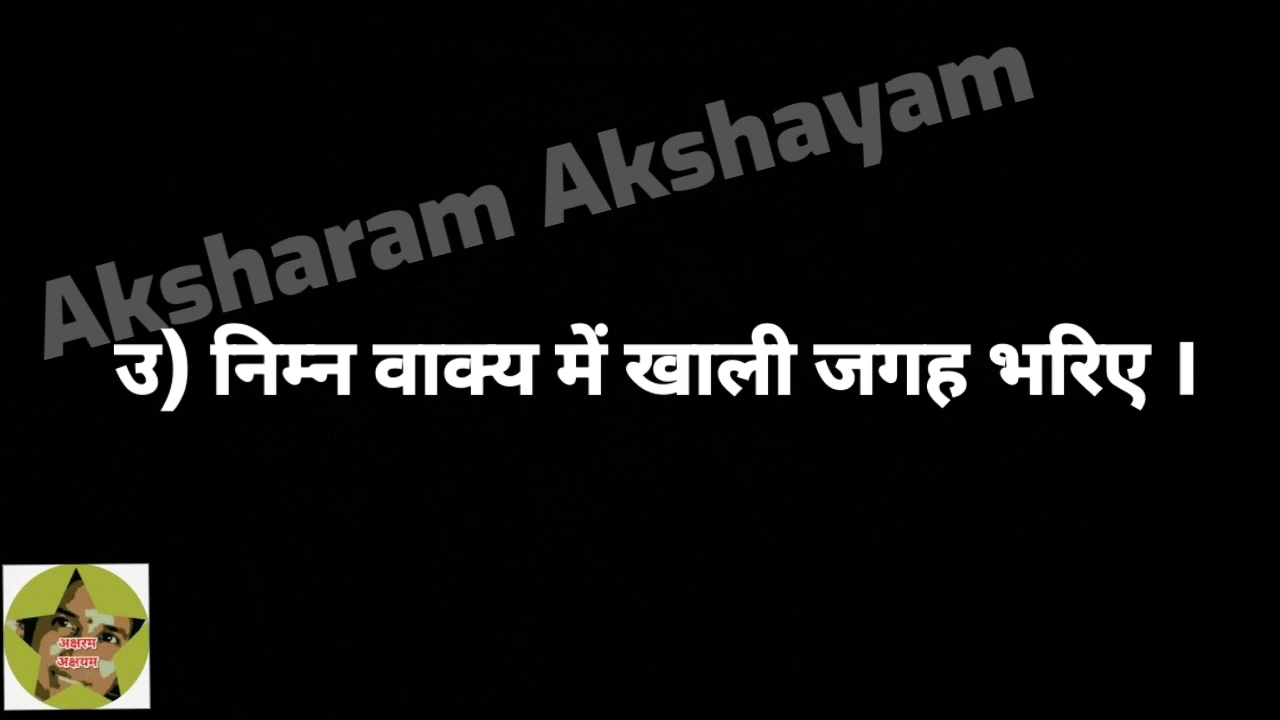 Aksharam Akshayam
उ) निम्न वाक्य में खाली जगह भरिए ।
अक्षरम
अक्षयम